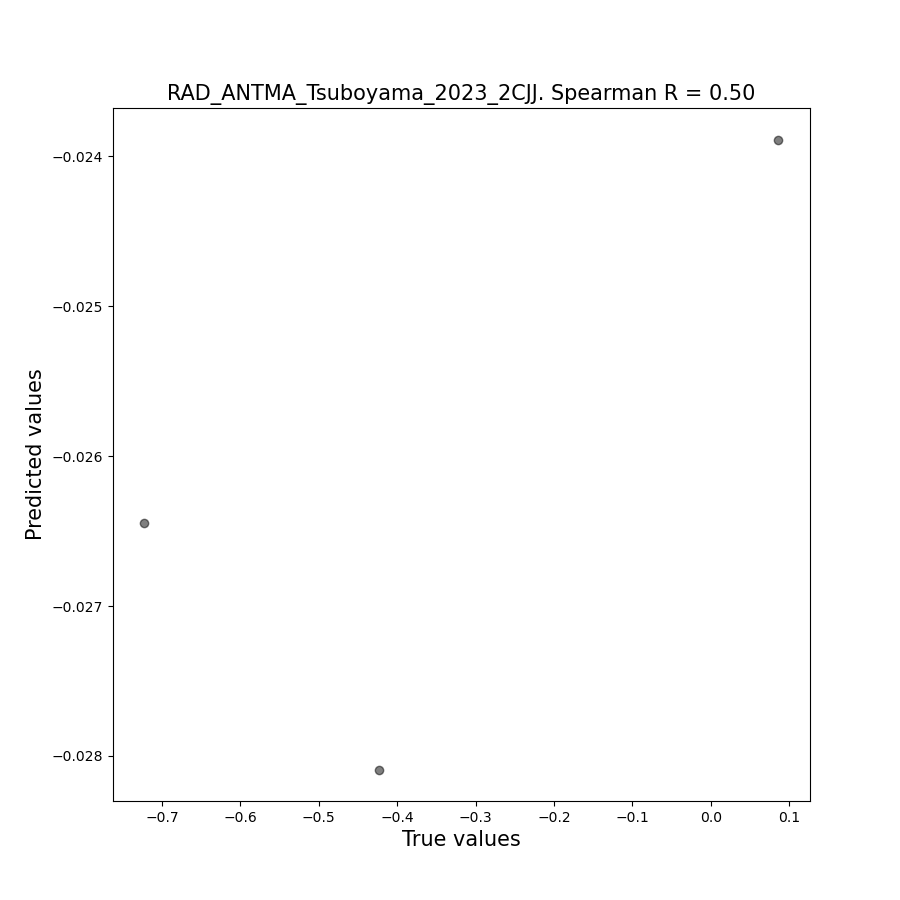 RAD_ANTMA_Tsuboyama_2023_2CJJ. Spearman R = 0.50
−0.024
−0.025
−0.026
−0.027
−0.028
Predicted values
−0.7 −0.6 −0.5 −0.4 −0.3 −0.2 −0.1 0.0 0.1
True values